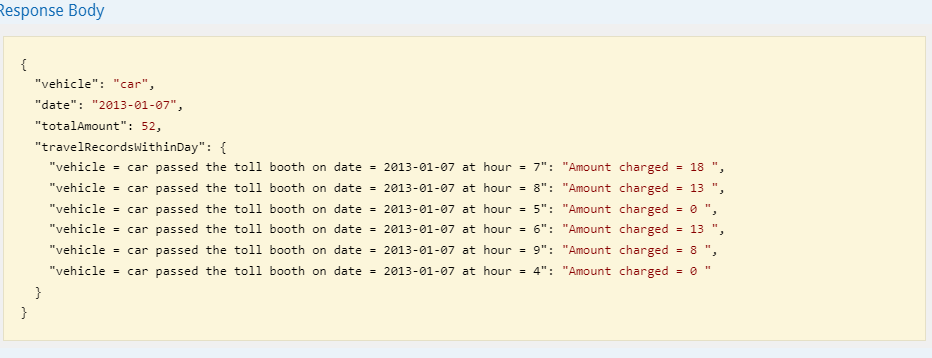 Response Body
{
"vehicle": "car",
"date": "2013-01-07",
"totalAmount": 52,
"travelRecordsWithinDay": {
"vehicle = car passed the toll booth on date = 2013-01-07 at hour = 7": "Amount charged = 18 ",
"vehicle = car passed the toll booth on date = 2013-01-07 at hour = 8": "Amount charged = 13 ",
"vehicle = car passed the toll booth on date = 2013-01-07 at hour = 5": "Amount charged = 0 ",
"vehicle = car passed the toll booth on date = 2013-01-07 at hour = 6": "Amount charged = 13 ",
"vehicle = car passed the toll booth on date = 2013-01-07 at hour = 9": "Amount charged = 8 ",
"vehicle = car passed the toll booth on date = 2013-01-07 at hour = 4": "Amount charged = 0 "
}
}